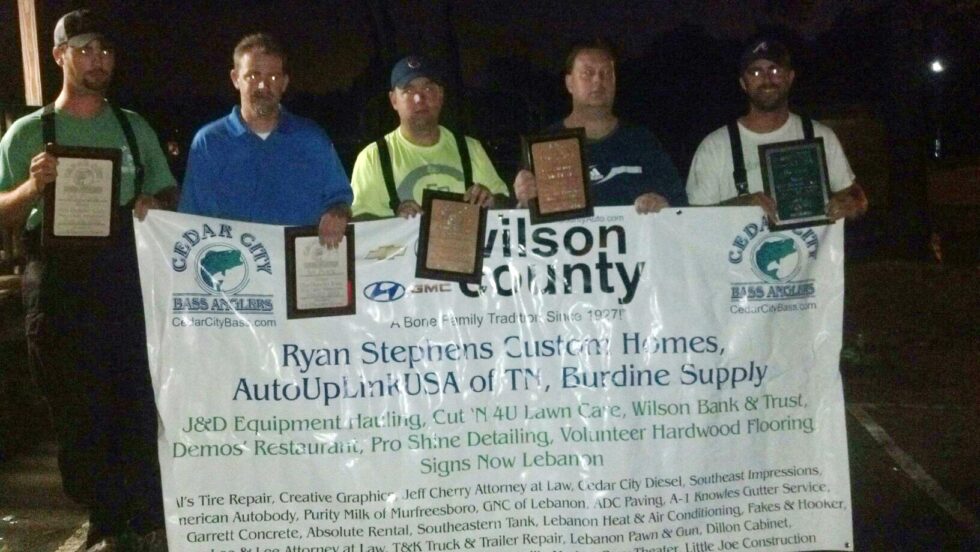 CEDAR CITY
BASS ANGLERS
CedarCityBass.com
GMC
wilson
county
A Bone Family Tradition Since 1927!
CEDAR CITY
BASS ANGLERS
CedarCityBass.com
Ryan Stephens Custom Homes,
AutoUpLinkUSA of TN, Burdine Supply
J&D Equipment Hauling, Cut 'N 4U Lawn Care, Wilson Bank & Trust,
Demos' Restaurant, Pro Shine Detailing, Volunteer Hardwood Flooring
Signs Now Lebanon
Tire Repair, Creative Graphics, Jeff Cherry Attorney at Law, Cedar City Diesel, Southeast Impressions,
Autobody, Purity Milk of Murfreesboro, GNC of Lebanon, ADC Paving, A-1 Knowles Gutter Service,
Garrett Concrete, Absolute Rental, Southeastern Tank, Lebanon Heat & Air Conditioning, Fakes & Hooker,
Lee Attorney at Law, T&K Truck & Trailer Repair, Lebanon Pawn & Gun, Dillon Cabinet,
Theater, Little Joe Construction